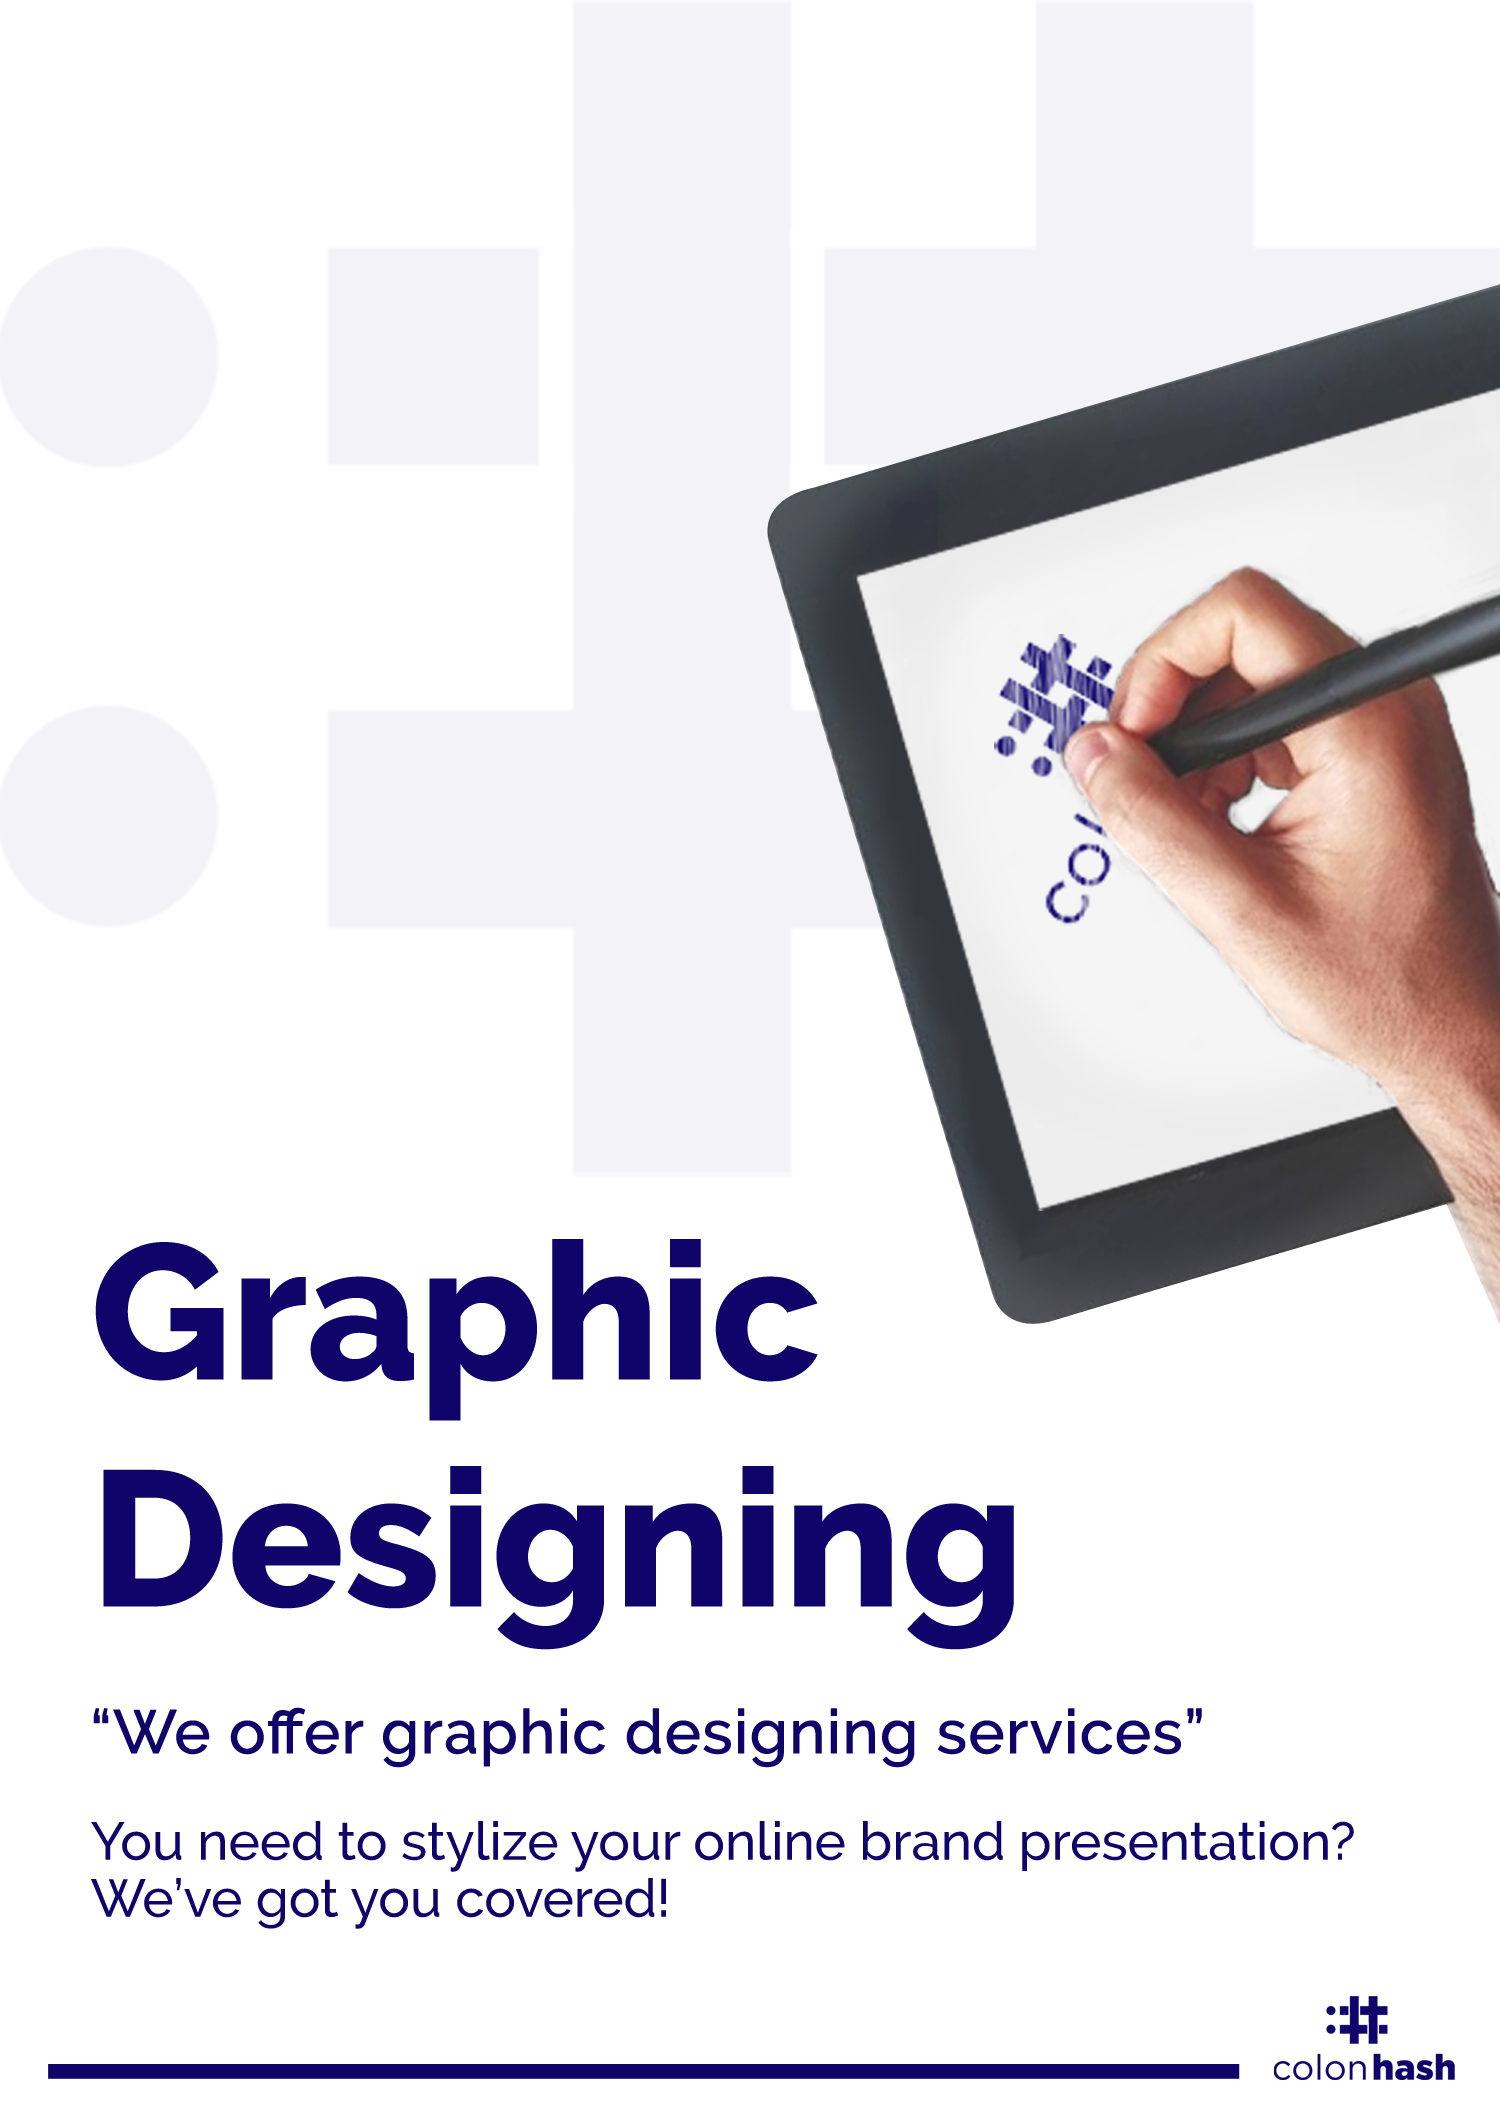 CO
Graphic
Designing
“We offer graphic designing services”
You need to stylize your online brand presentation?
We’ve got you covered!
colonhash